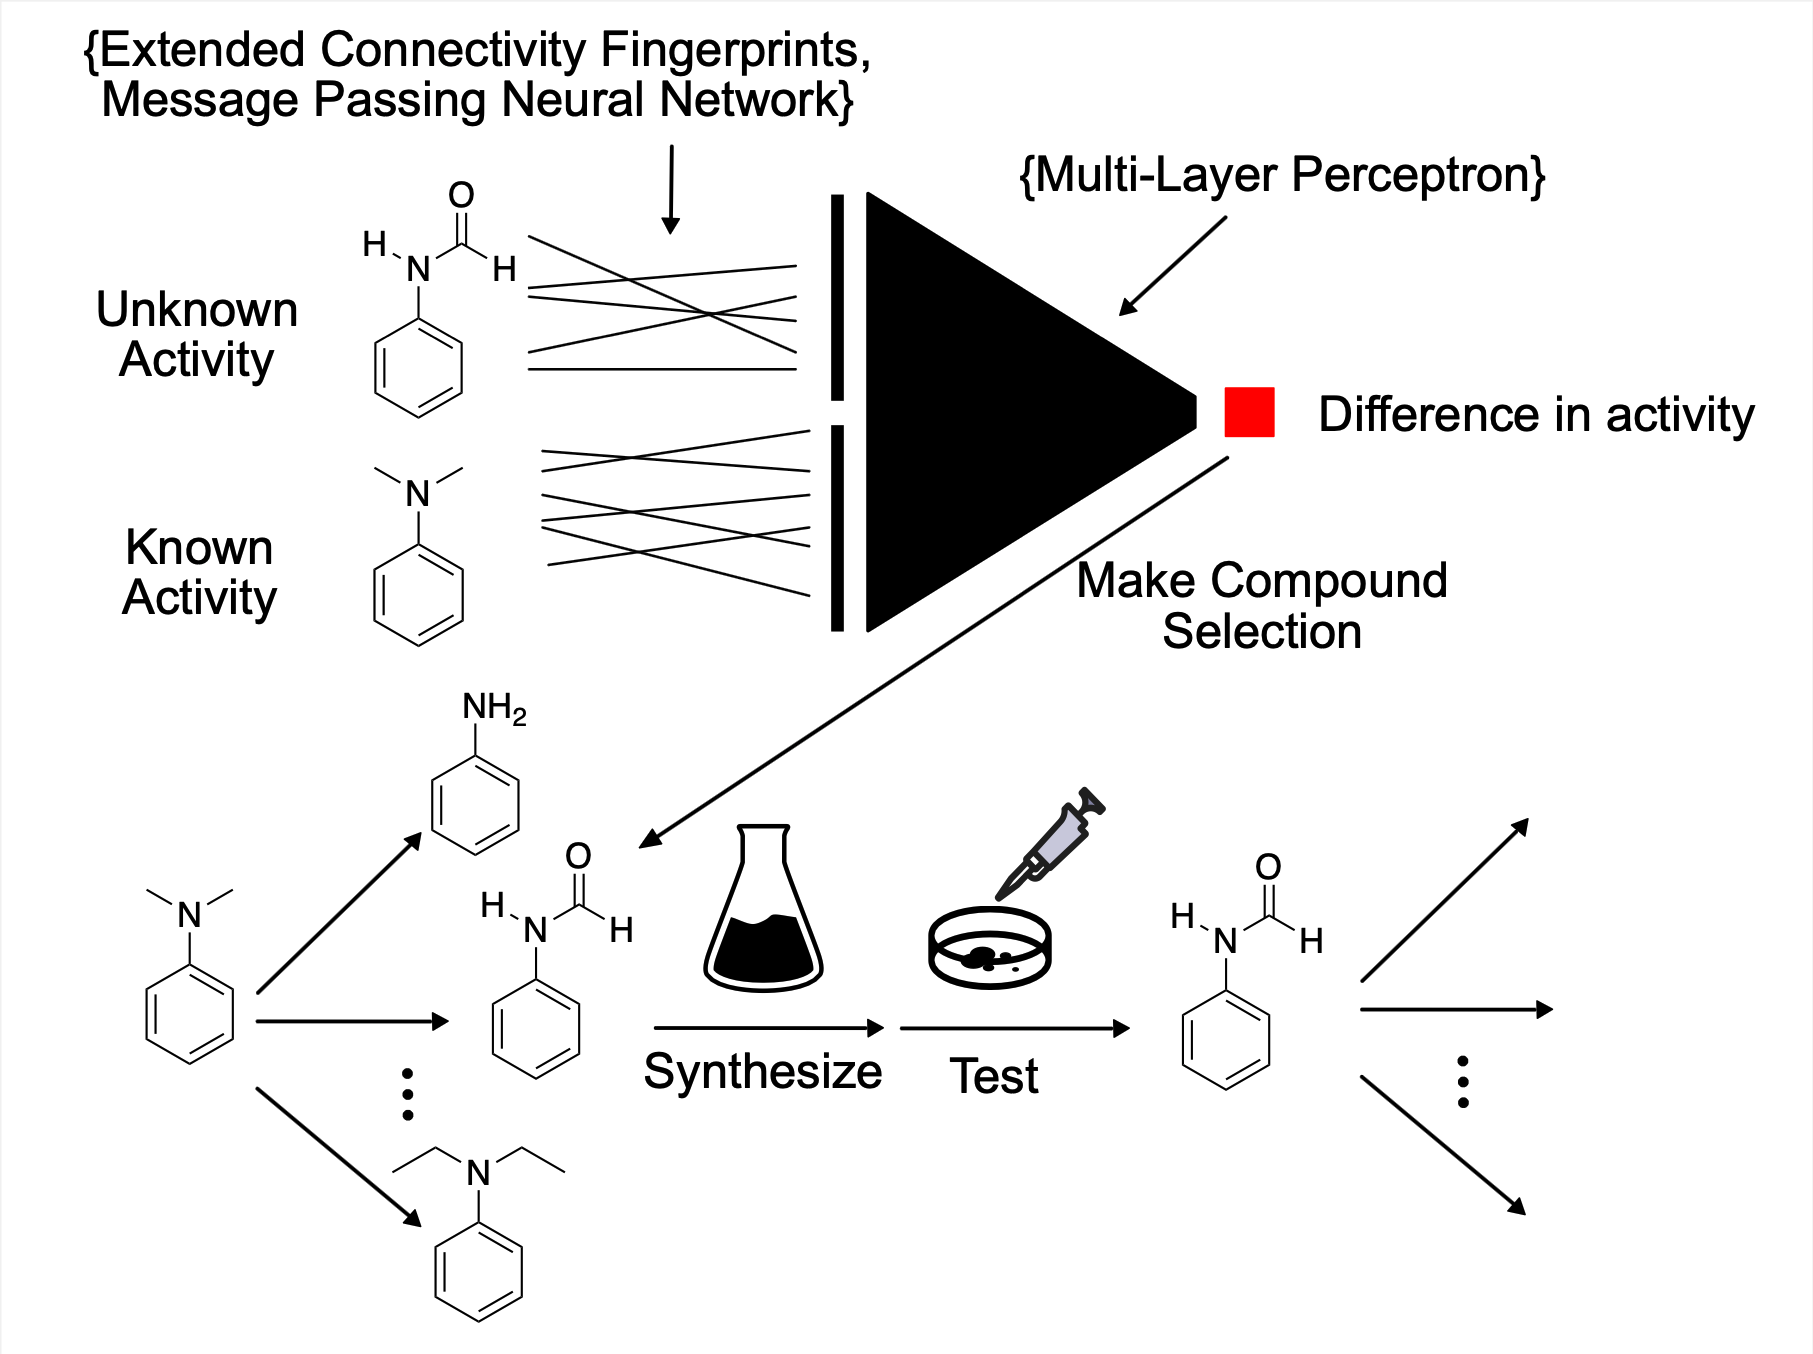 {Extended Connectivity Fingerprints,
Message Passing Neural Network}
{Multi-Layer Perceptron}
O
H
N
H
Unknown
Activity
Difference in activity
N
Known
Activity
Make Compound
Selection
NH₂
O
H
N
H
N
O
H
N
H
Synthesize
Test
N